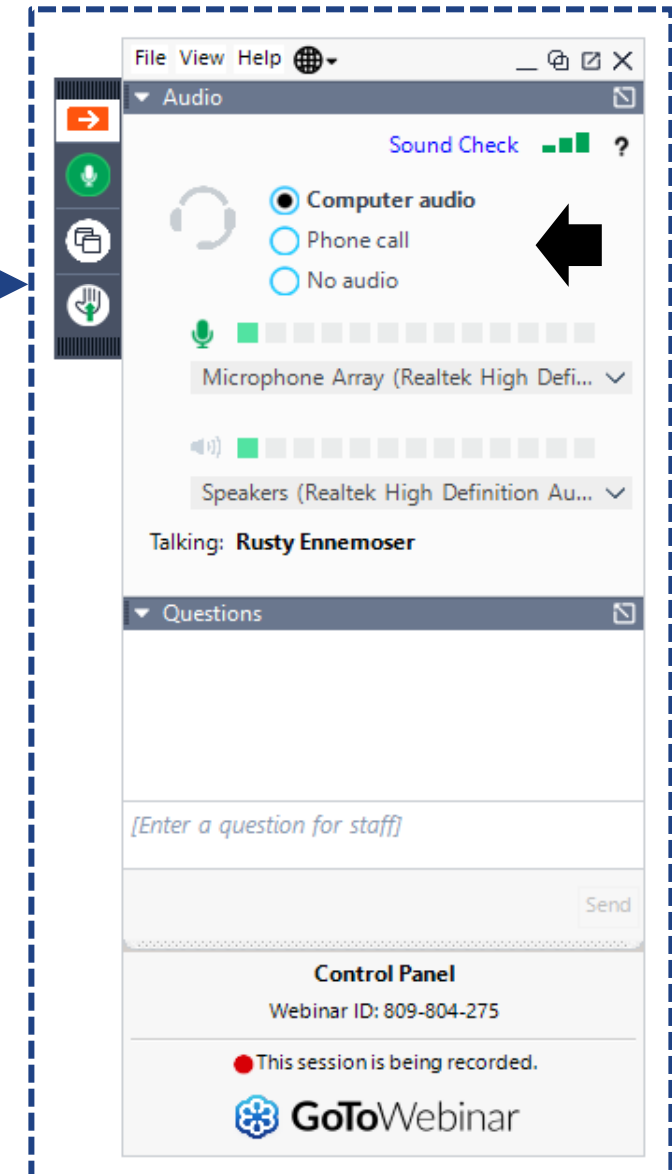 File View Help
Audio
Sound Check ?
Computer audio
Phone call
No audio
Microphone Array (Realtek High Defi...
Speakers (Realtek High Definition Au...
Talking: Rusty Ennemoser
Questions
[Enter a question for staff]
Send
Control Panel
Webinar ID: 809-804-275
This session is being recorded.
GoToWebinar